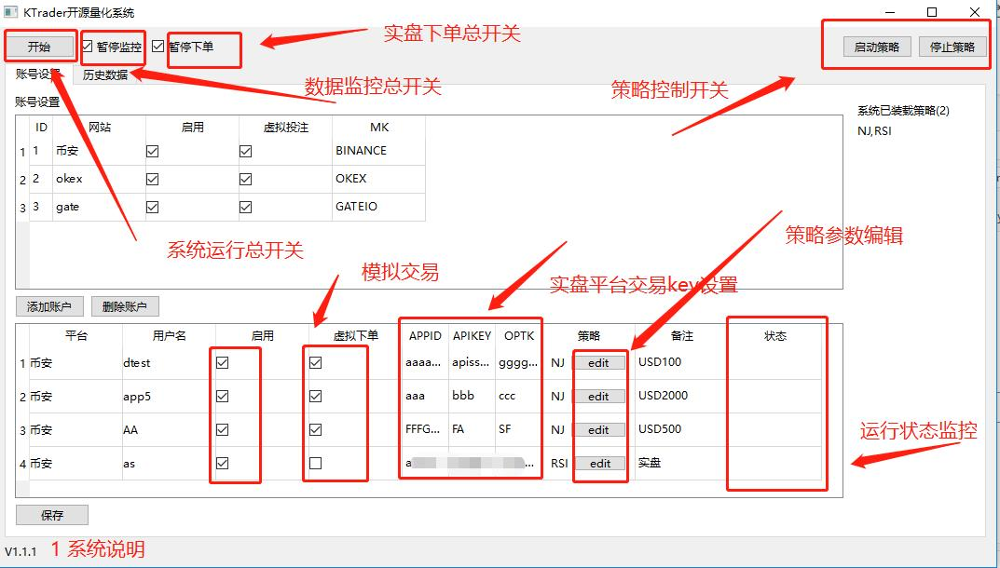 KTrader开源量化系统
开始 暂停监控 暂停下单 实盘下单总开关 启动策略 停止策略
账号设置 历史数据 数据监控总开关 策略控制开关
账号设置 系统已装载策略(2)
ID 网站 启用 虚拟投注 MK NJ,RSI
1 1 币安 BINANCE
2 2 okex OKEX
3 3 gate GATEIO
系统运行总开关 策略参数编辑
模拟交易 实盘平台交易key设置
添加账户 删除账户
平台 用户名 启用 虚拟下单 APPID APIKEY OPTK 策略 备注 状态
1 币安 dtest aaaa... apiss... gggg... NJ edit USD100
2 币安 app5 aaa bbb ccc NJ edit USD2000
3 币安 AA FFFG... FA SF NJ edit USD500
运行状态监控
4 币安 as a ... RSI edit 实盘
保存
V1.1.1 1 系统说明